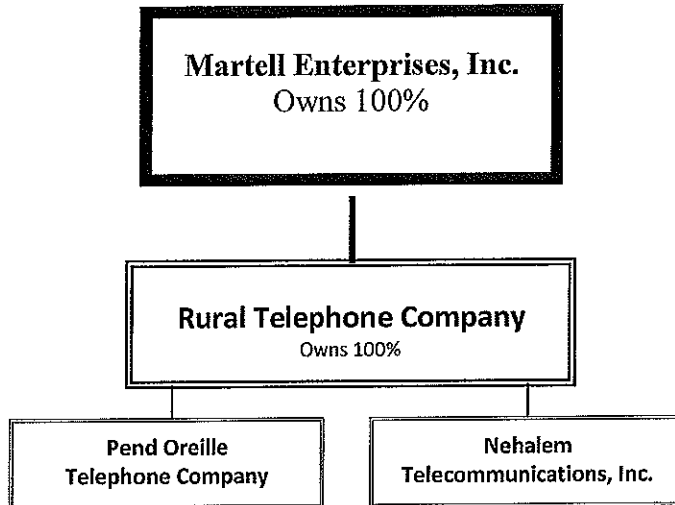 Martell Enterprises, Inc.
Owns 100%
Rural Telephone Company
Owns 100%
Pend Oreille
Telephone Company
Nehalem
Telecommunications, Inc.